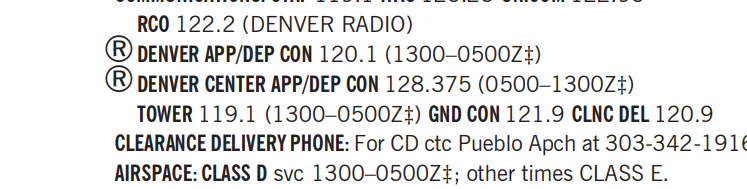 RCO 122.2 (DENVER RADIO)
Ⓡ DENVER APP/DEP CON 120.1 (1300–0500Z‡)
Ⓡ DENVER CENTER APP/DEP CON 128.375 (0500–1300Z‡)
TOWER 119.1 (1300–0500Z‡) GND CON 121.9 CLNC DEL 120.9
CLEARANCE DELIVERY PHONE: For CD ctc Pueblo Apch at 303-342-1916
AIRSPACE: CLASS D svc 1300–0500Z‡; other times CLASS E.